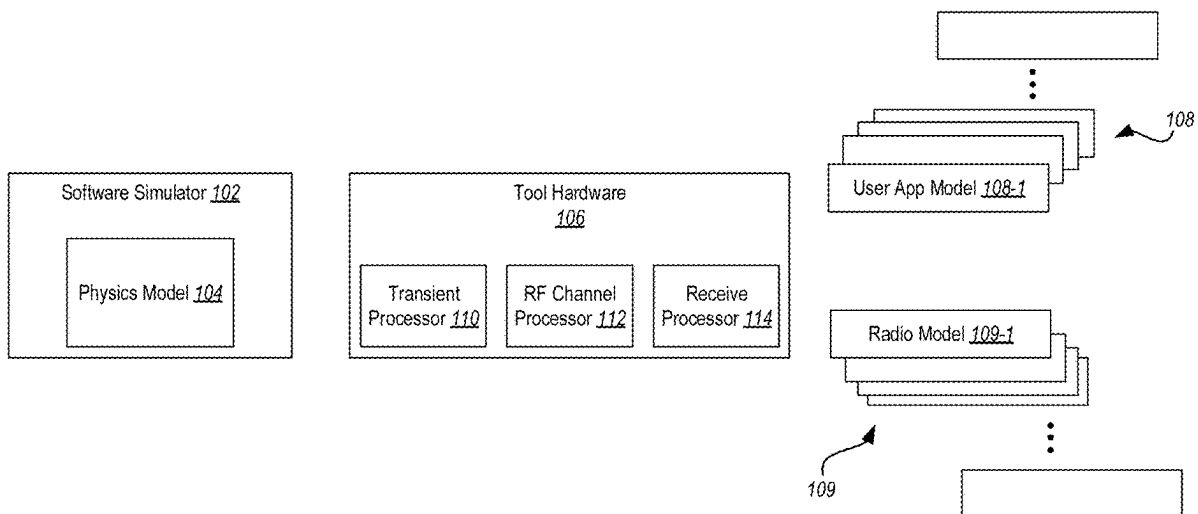 108
Software Simulator 102
Physics Model 104
Tool Hardware
106
Transient
Processor 110
RF Channel
Processor 112
Receive
Processor 114
User App Model 108-1
Radio Model 109-1
109